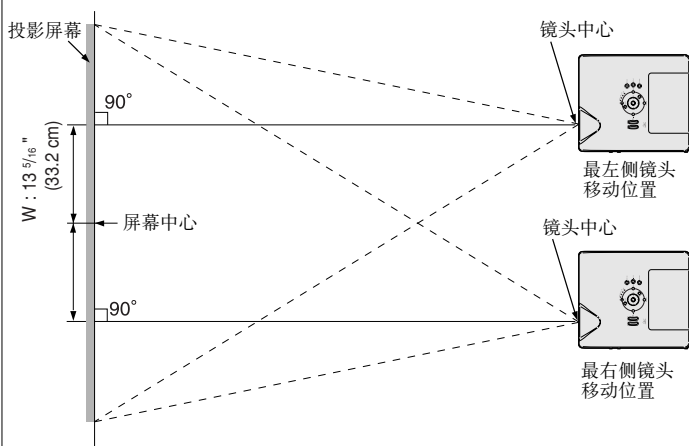 投影屏幕
镜头中心
90°
W : 13 5/16 "
(33.2 cm)
最左侧镜头
移动位置
屏幕中心
镜头中心
90°
最右侧镜头
移动位置